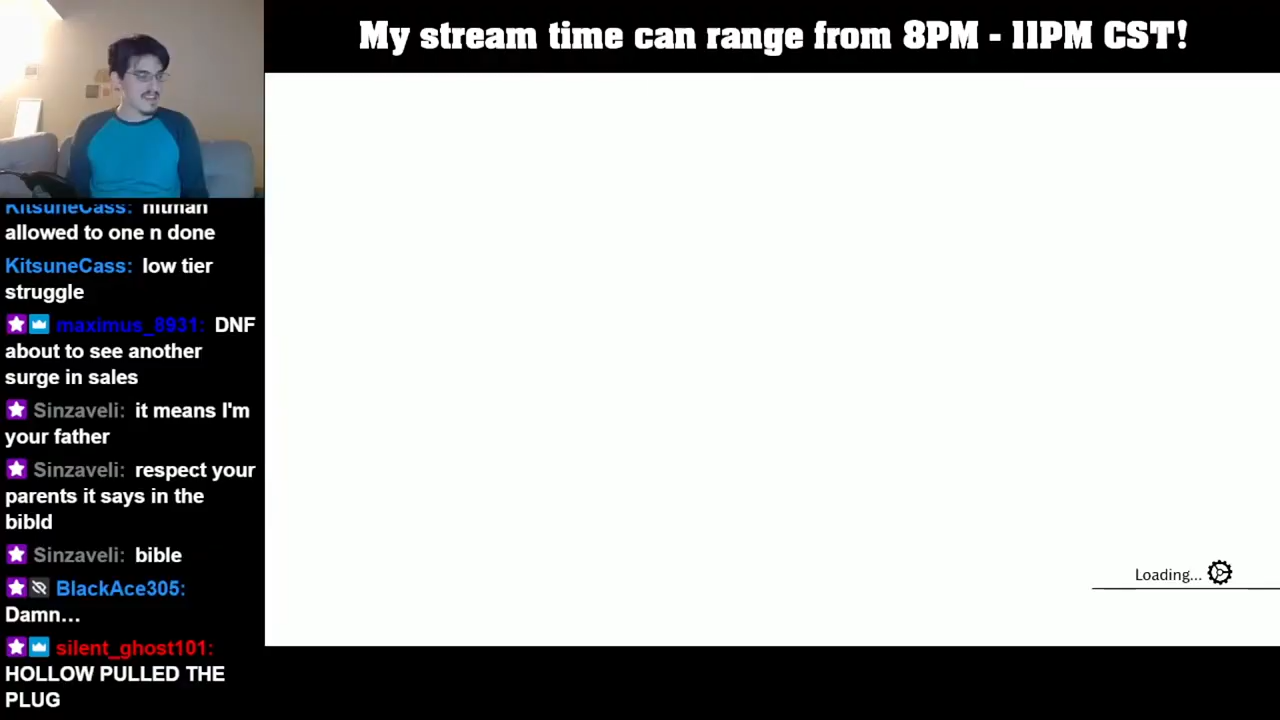 My stream time can range from 8PM - 11PM CST!
KitsuneCass: hitman
allowed to one n done
KitsuneCass: low tier
struggle
maximus_8931: DNF
about to see another
surge in sales
Sinzaveli: it means I'm
your father
Sinzaveli: respect your
parents it says in the
bibld
Sinzaveli: bible
BlackAce305:
Damn...
silent_ghost101:
HOLLOW PULLED THE
PLUG
Loading...